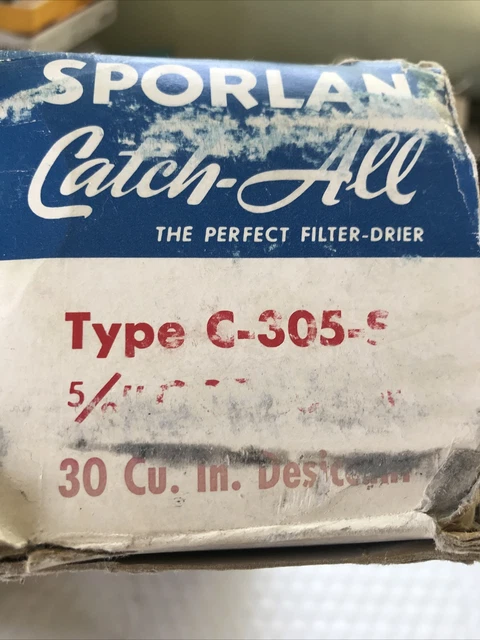 SPORLAN
Catch-All
THE PERFECT FILTER-DRIER
Type C-305-S
30 Cu. In.